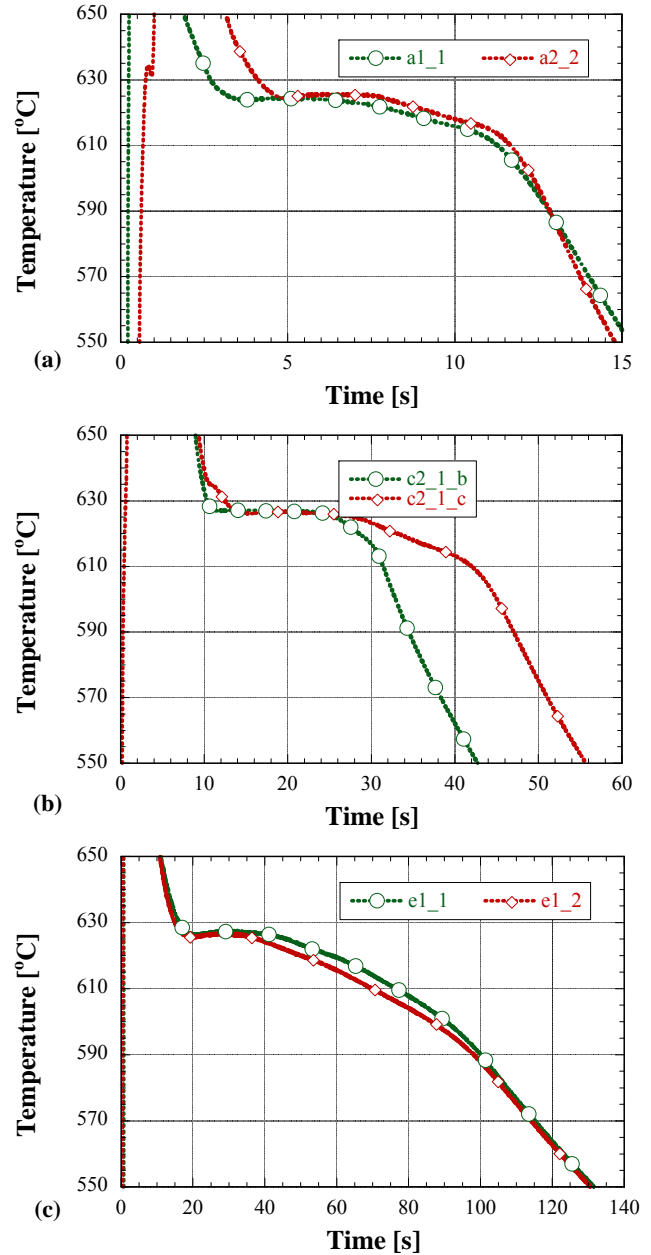 650
a1_1 a2_2
630
610
590
570
550
Temperature [°C]
0 5 10 15
(a)
Time [s]
650
c2_1_b
c2_1_c
630
610
590
570
550
Temperature [°C]
0 10 20 30 40 50 60
(b)
Time [s]
650
e1_1 e1_2
630
610
590
570
550
Temperature [°C]
0 20 40 60 80 100 120 140
(c)
Time [s]